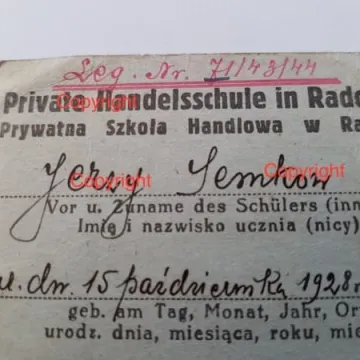 Leg. Nr. 71/43/44
Private Handelsschule in Rado
Copyright
Prywatna Szkoła Handlowa w Ra
Jerzy Semkow
Copyright Copyright
Vor u. Zuname des Schülers (inn
Imię i nazwisko ucznia (nicy)
dn. 15 października 1928 r
Copyright
geb. am Tag, Monat, Jahr, Or
urodz. dnia, miesiąca, roku, mie